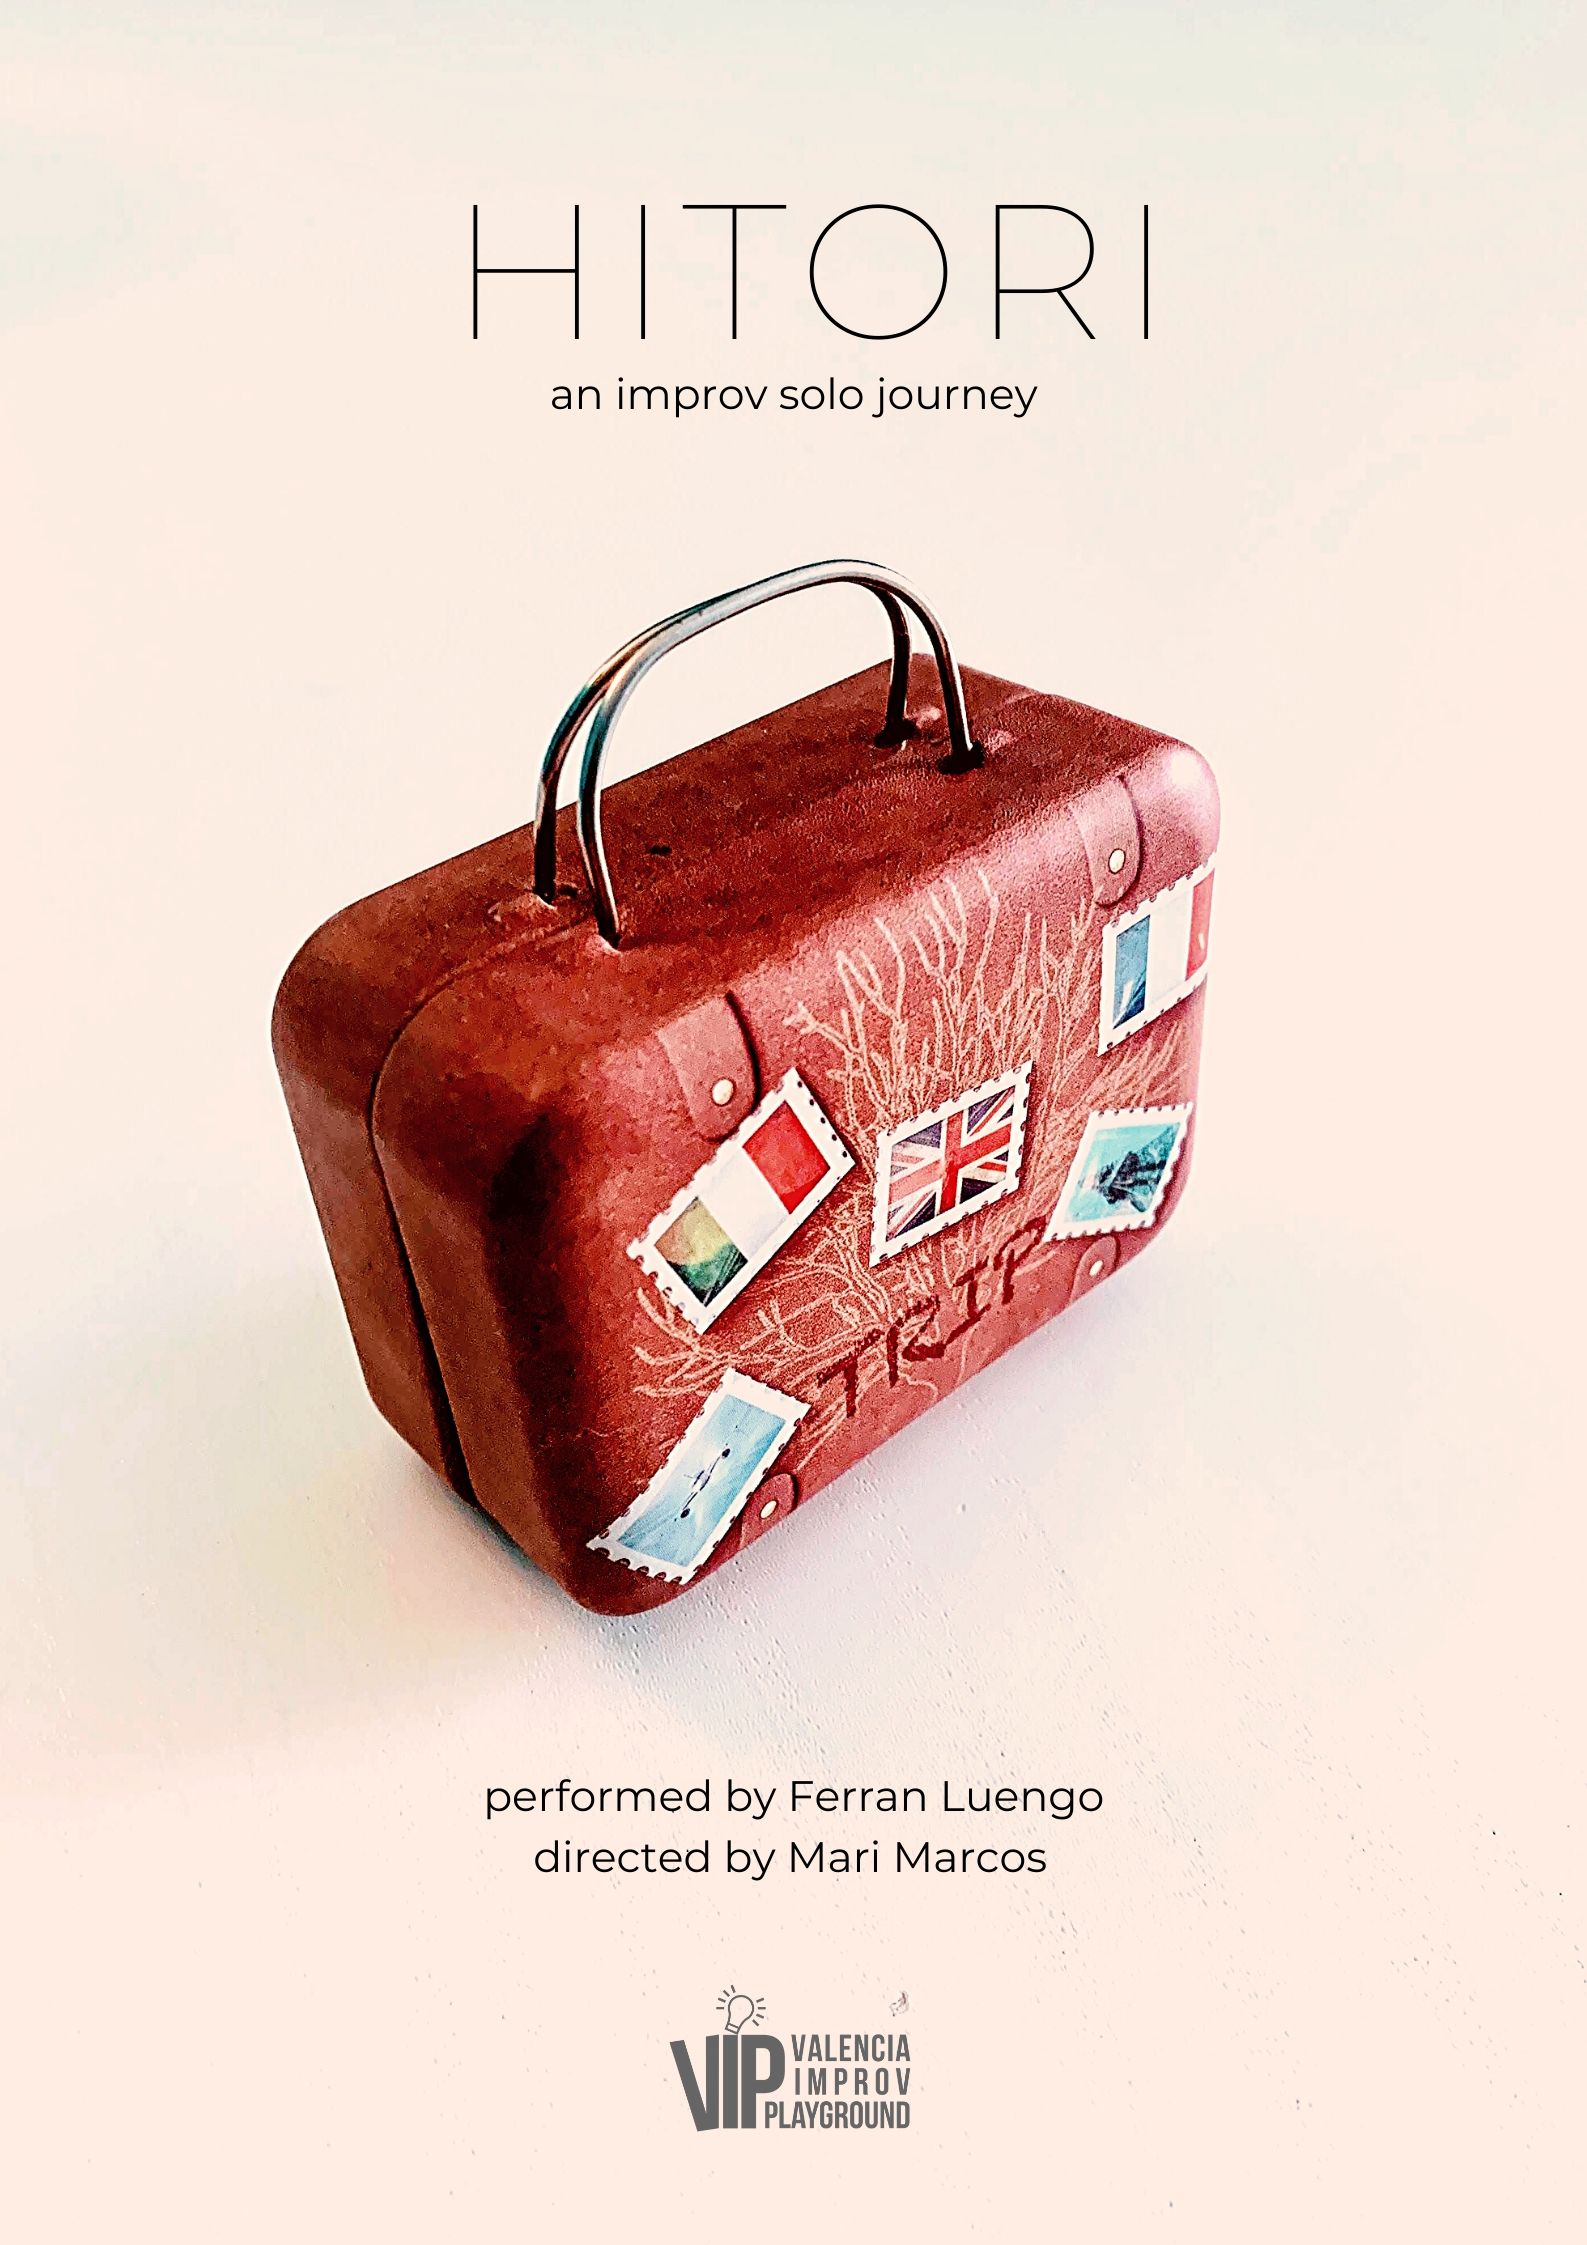 HITORI
an improv solo journey
TRIP
performed by Ferran Luengo
directed by Mari Marcos
VIP VALENCIA
IMPROV
PLAYGROUND